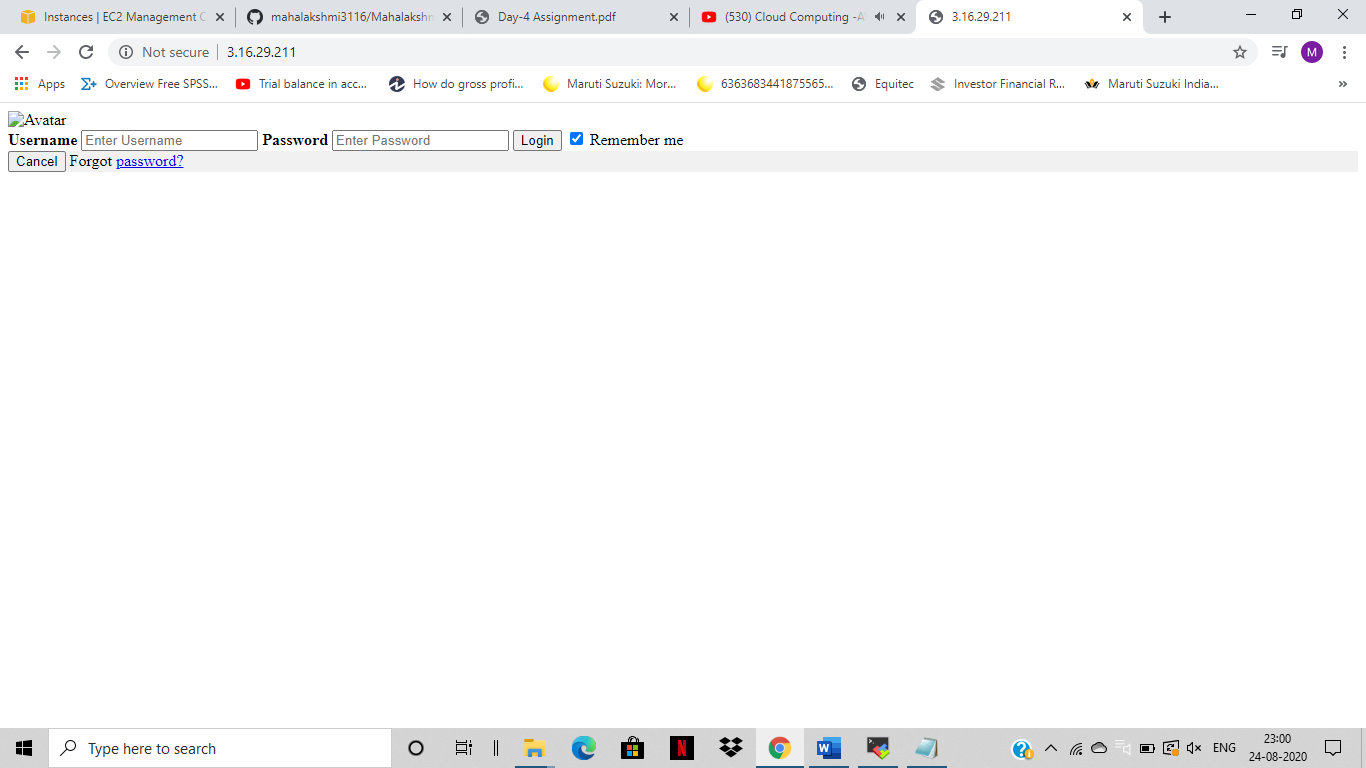 Instances | EC2 Management C
mahalakshmi3116/Mahalakshm
Day-4 Assignment.pdf
(530) Cloud Computing -A
3.16.29.211
Not secure 3.16.29.211
M
Apps
Overview Free SPSS...
Trial balance in acc...
How do gross profi...
Maruti Suzuki: Mor...
6363683441875565...
Equitec
Investor Financial R...
Maruti Suzuki India...
»
Avatar
Username Enter Username Password Enter Password Login Remember me
Cancel Forgot password?
Type here to search
ENG
23:00
24-08-2020